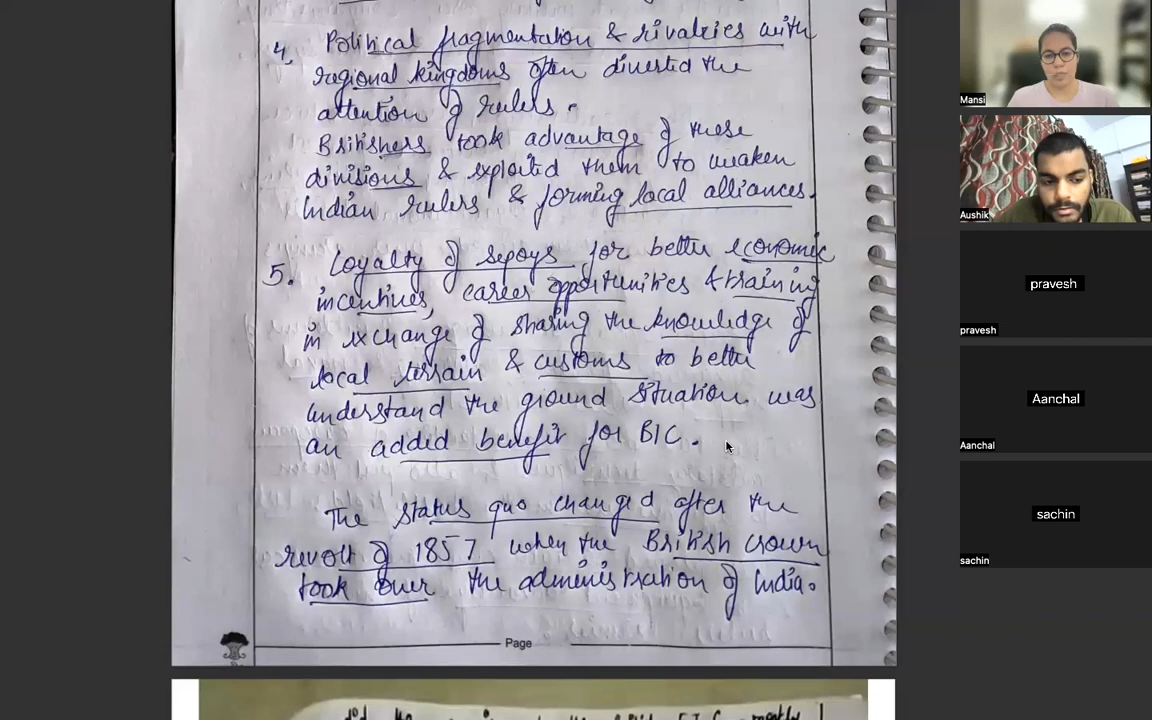 4. Political fragmentation & rivalries with
regional kingdoms often diverted the
attention of rulers.
Britishers took advantage of these
divisions & exploited them to weaken
Indian rulers & forming local alliances.
5. Loyalty of sepoys for better economic
incentives, career opportunities & training
in exchange of sharing the knowledge of
local terrain & customs to better
understand the ground situation was
an added benefit for BIC.
The status quo changed after the
revolt of 1857 when the British crown
took over the administration of India.
Page
Mansi
Aushik
pravesh
pravesh
Aanchal
Aanchal
sachin
sachin